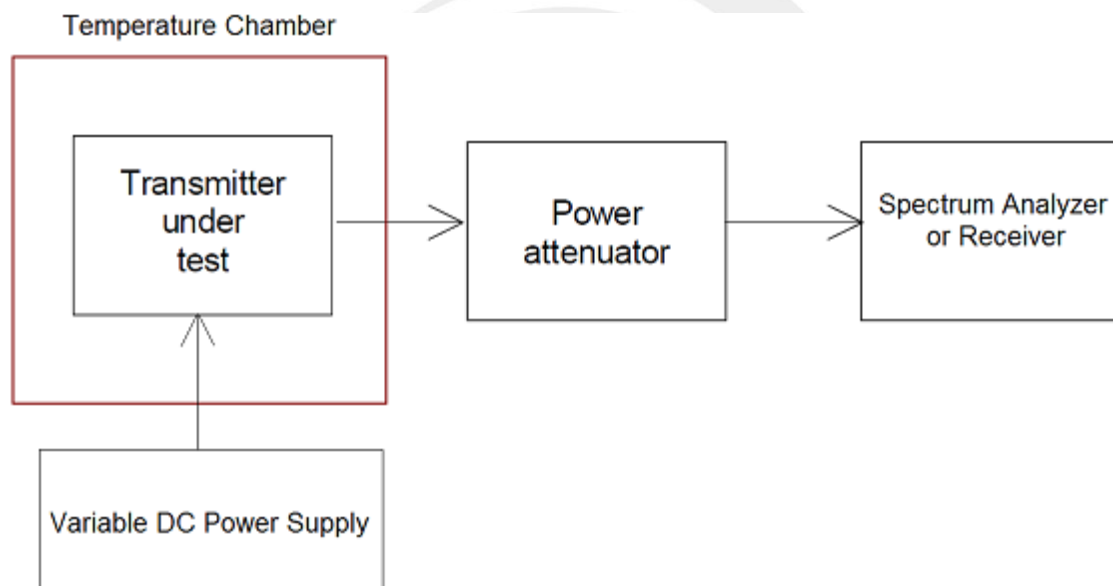 Temperature Chamber
Transmitter
under
test
Power
attenuator
Spectrum Analyzer
or Receiver
Variable DC Power Supply